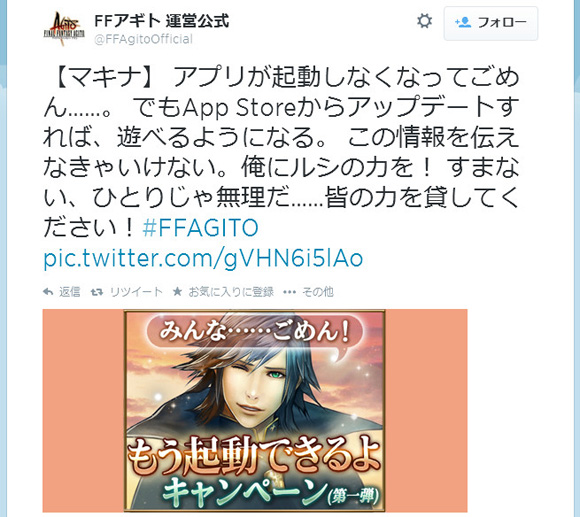 AGITO
FINAL FANTASY AGITO
FFアギト 運営公式
@FFAgitoOfficial
フォロー
【マキナ】 アプリが起動しなくなってごめ
ん……。 でもApp Storeからアップデートす
れば、遊べるようになる。 この情報を伝え
なきゃいけない。俺にルシの力を！ すまな
い、ひとりじゃ無理だ……皆の力を貸してく
ださい！#FFAGITO
pic.twitter.com/gVHN6i5lAo
返信 リツイート お気に入りに登録 その他
みんな……ごめん！
もう起動できるよ
キャンペーン(第一弾)